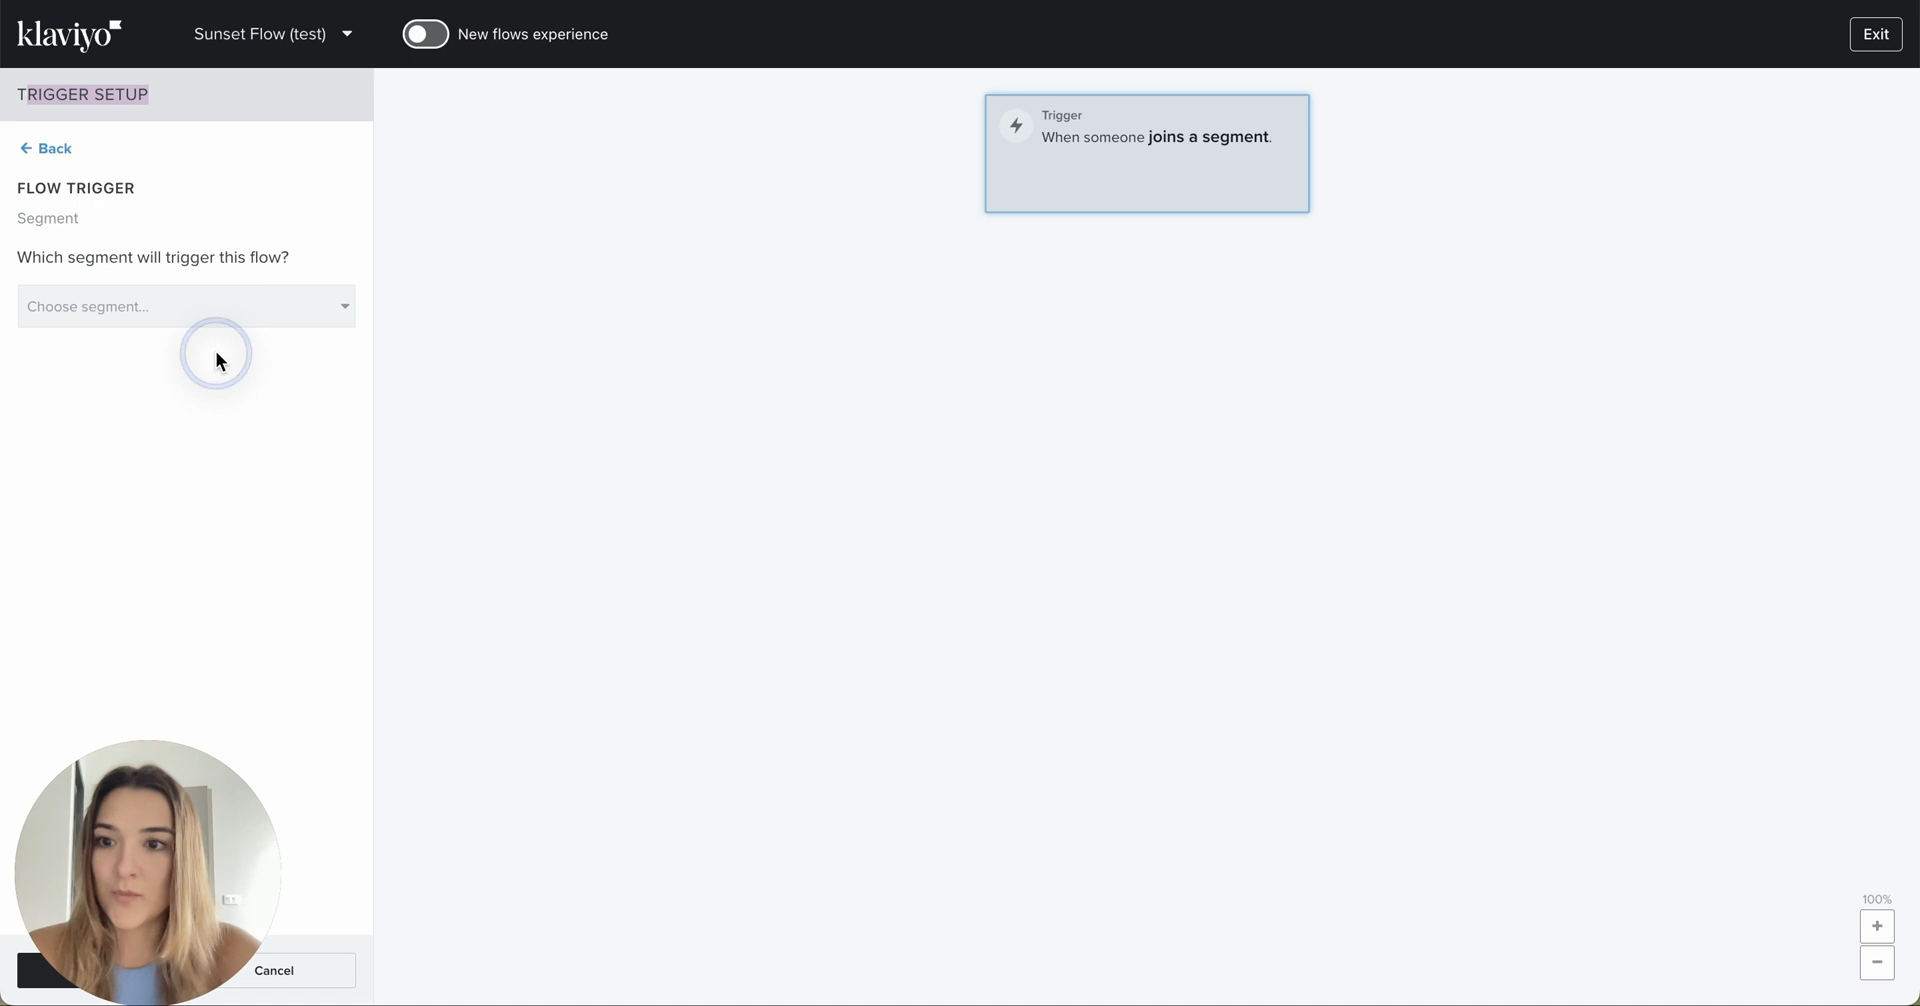 klaviyo
Sunset Flow (test)
New flows experience
Exit
TRIGGER SETUP
Back
FLOW TRIGGER
Segment
Which segment will trigger this flow?
Choose segment...
Trigger
When someone joins a segment.
Cancel
100%
+
−